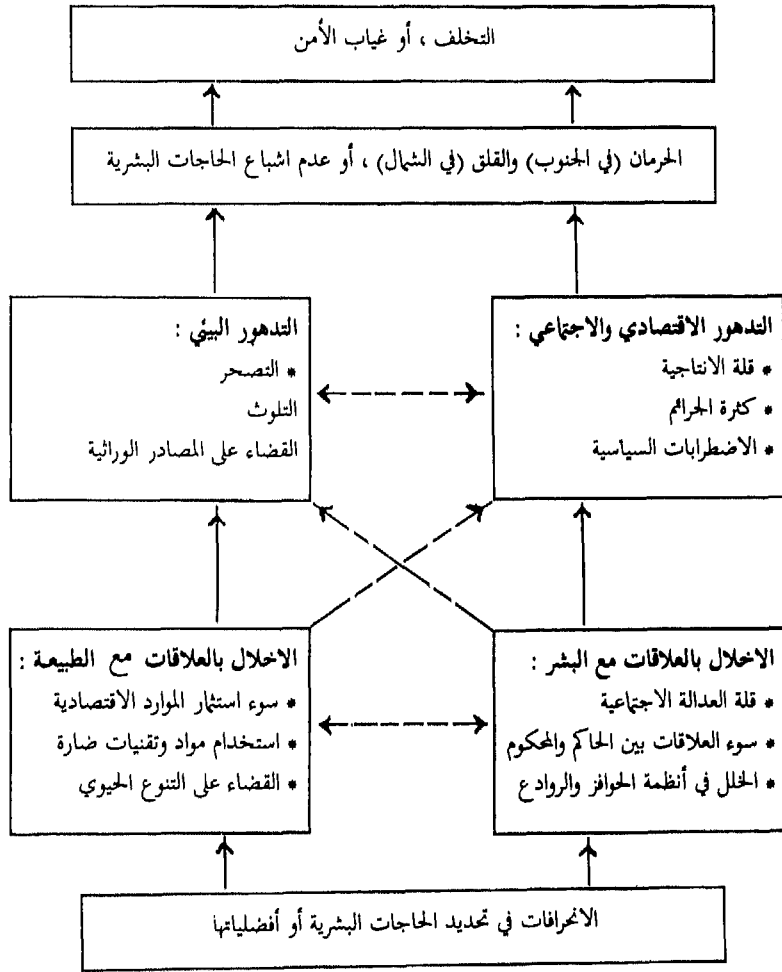 التخلف ، أو غياب الأمن
الحرمان (في الجنوب) والقلق (في الشمال) ، أو عدم اشباع الحاجات البشرية
التدهور الاقتصادي والاجتماعي :
* قلة الانتاجية
* كثرة الجرائم
* الاضطرابات السياسية
التدهور البيئي :
* التصحر
التلوث
القضاء على المصادر الوراثية
الاخلال بالعلاقات مع البشر :
* قلة العدالة الاجتماعية
* سوء العلاقات بين الحاكم والمحكوم
* الخلل في أنظمة الحوافز والروادع
الاخلال بالعلاقات مع الطبيعة :
* سوء استثمار الموارد الاقتصادية
* استخدام مواد وتقنيات ضارة
* القضاء على التنوع الحيوي
الانحرافات في تحديد الحاجات البشرية أو أفضلياتها